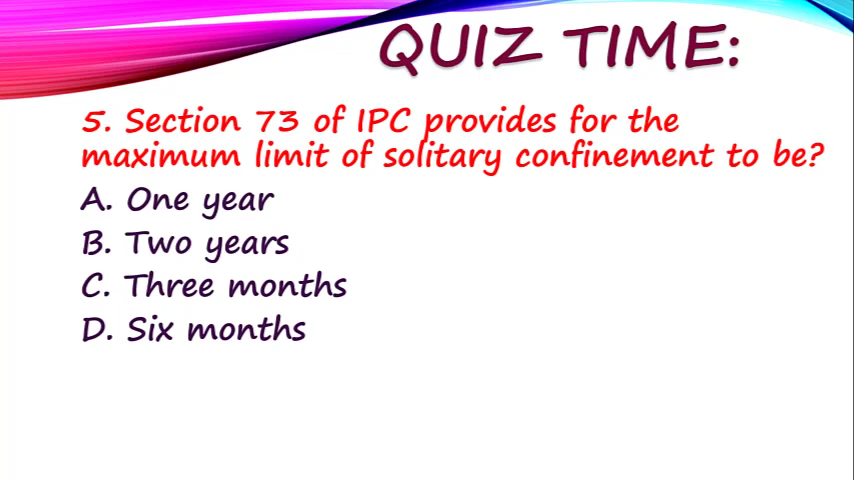 QUIZ TIME:
5. Section 73 of IPC provides for the
maximum limit of solitary confinement to be?
A. One year
B. Two years
C. Three months
D. Six months